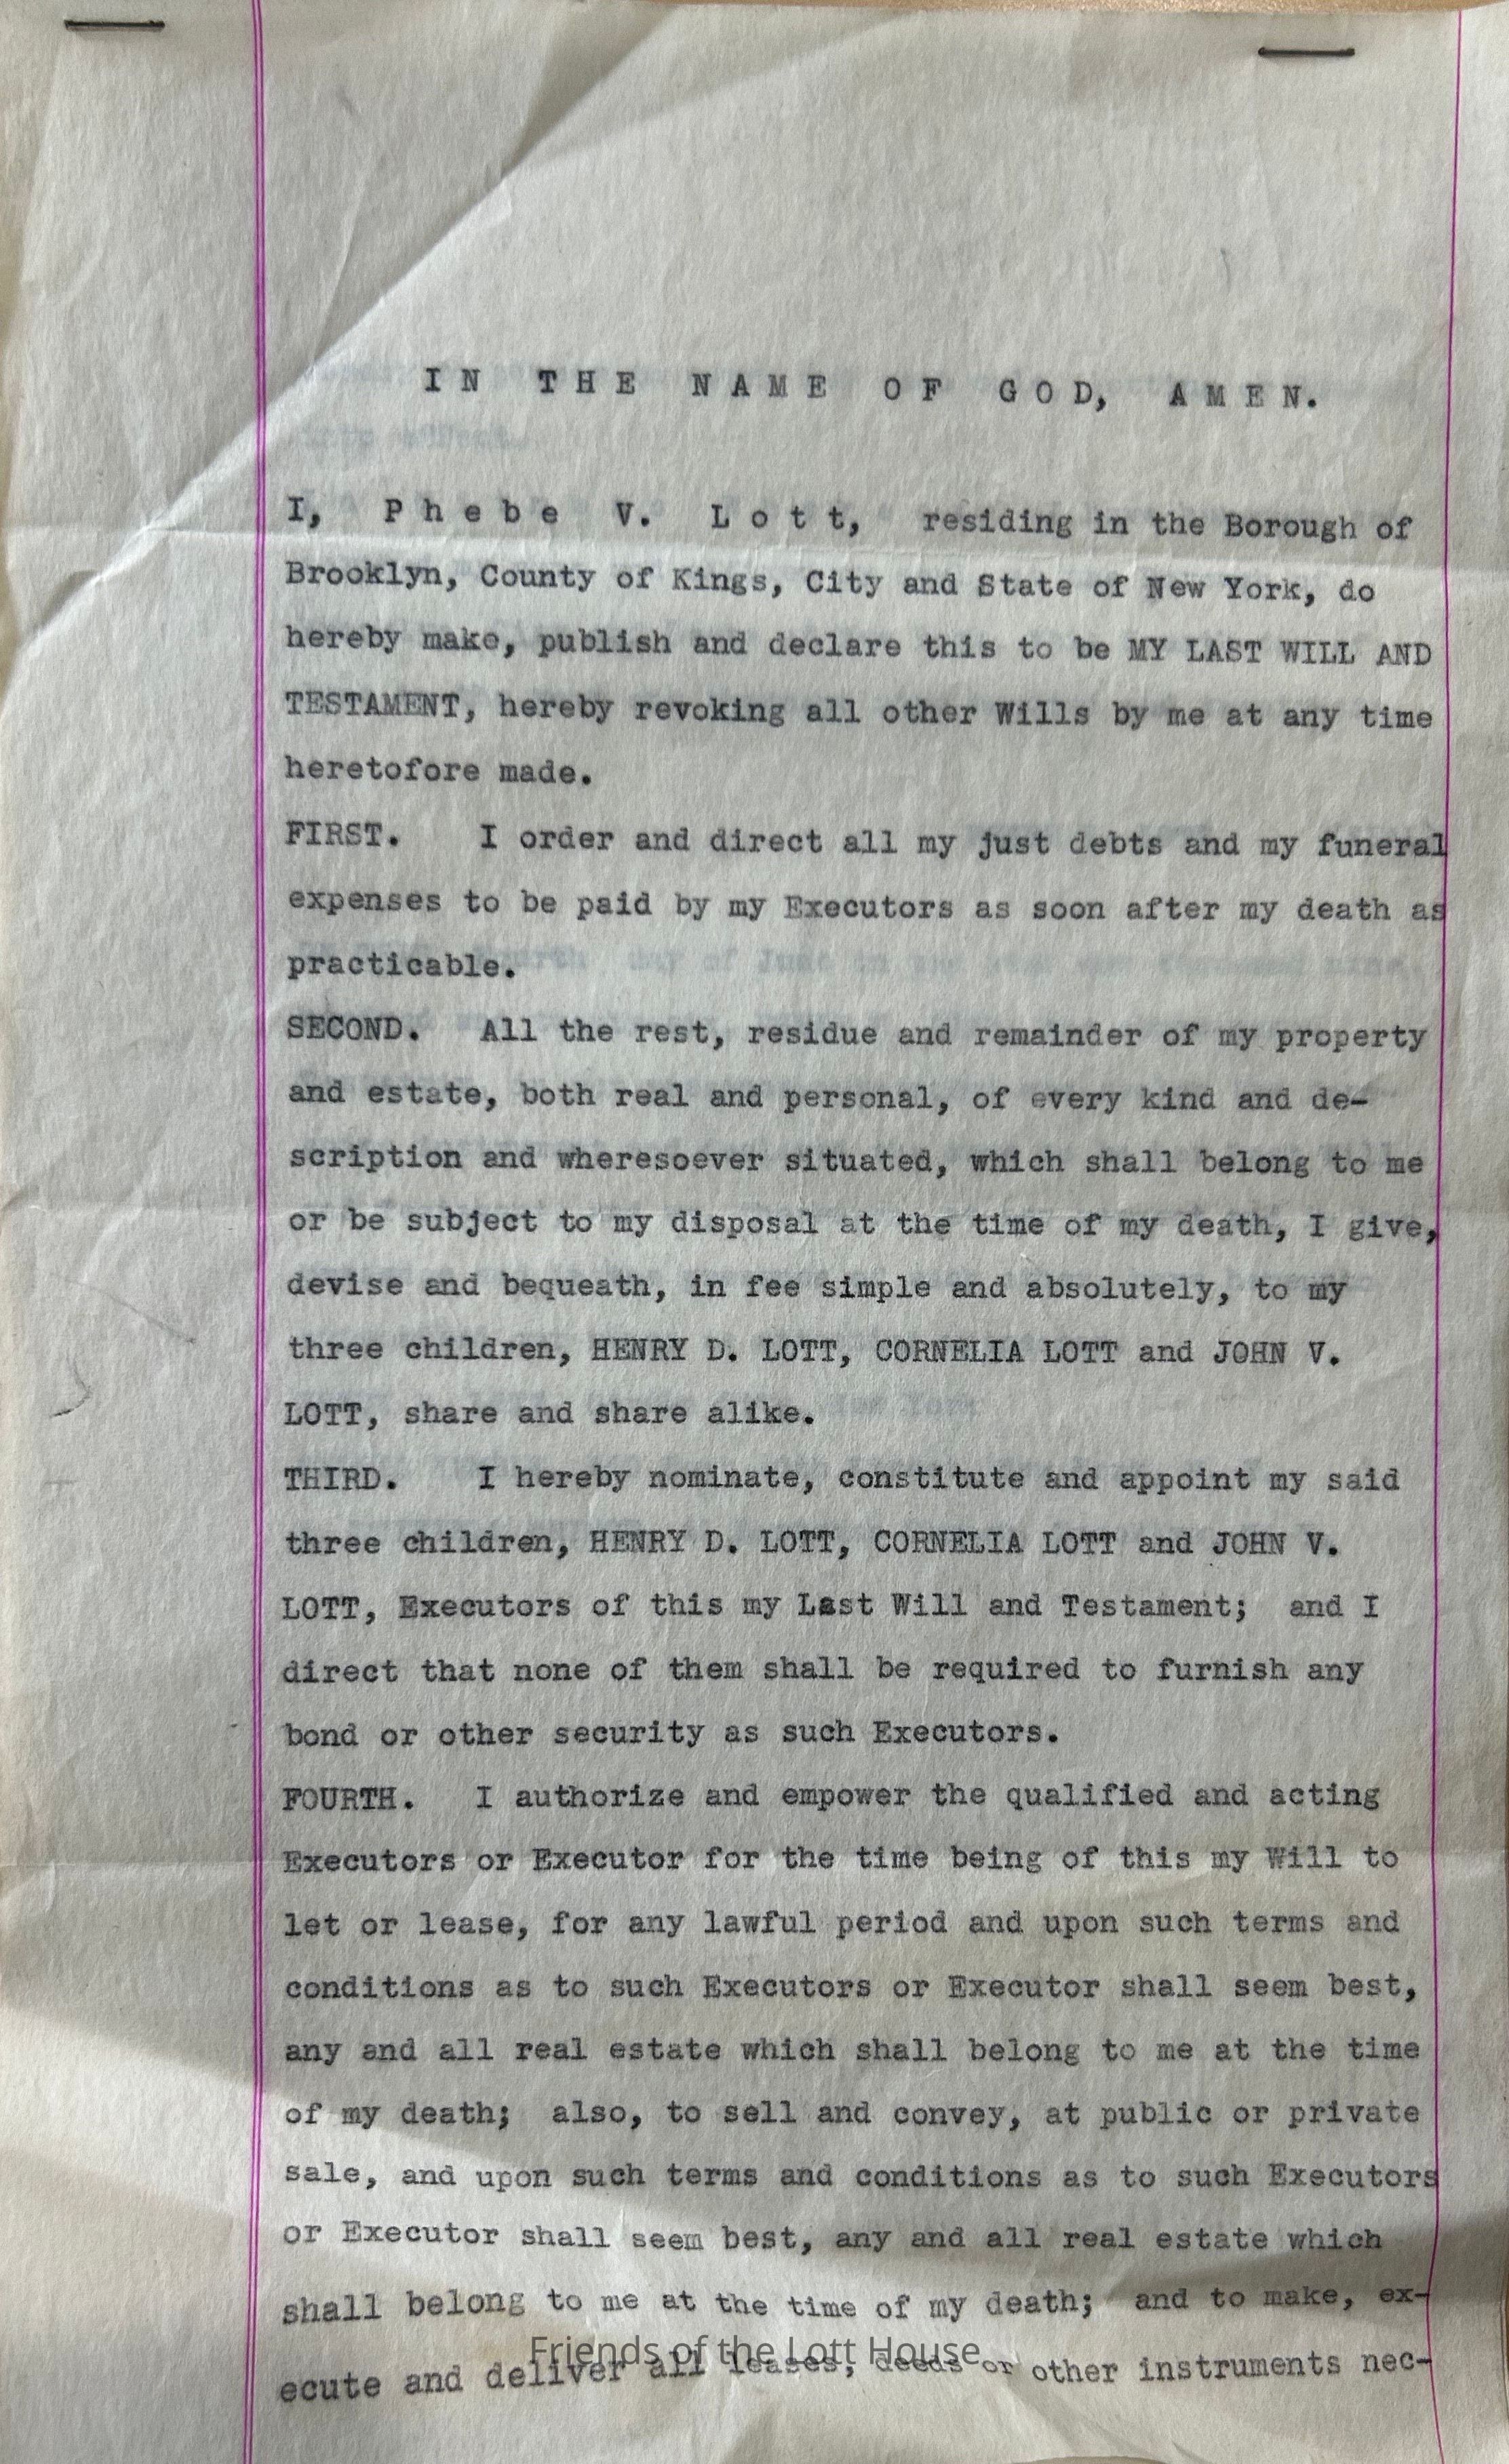 I N  T H E  N A M E  O F  G O D,  A M E N.
I,  P h e b e  V.  L o t t,  residing in the Borough of
Brooklyn, County of Kings, City and State of New York, do
hereby make, publish and declare this to be MY LAST WILL AND
TESTAMENT, hereby revoking all other Wills by me at any time
heretofore made.
FIRST.  I order and direct all my just debts and my funeral
expenses to be paid by my Executors as soon after my death as
practicable.
SECOND.  All the rest, residue and remainder of my property
and estate, both real and personal, of every kind and de-
scription and wheresoever situated, which shall belong to me
or be subject to my disposal at the time of my death, I give,
devise and bequeath, in fee simple and absolutely, to my
three children, HENRY D. LOTT, CORNELIA LOTT and JOHN V.
LOTT, share and share alike.
THIRD.  I hereby nominate, constitute and appoint my said
three children, HENRY D. LOTT, CORNELIA LOTT and JOHN V.
LOTT, Executors of this my Last Will and Testament;  and I
direct that none of them shall be required to furnish any
bond or other security as such Executors.
FOURTH.  I authorize and empower the qualified and acting
Executors or Executor for the time being of this my Will to
let or lease, for any lawful period and upon such terms and
conditions as to such Executors or Executor shall seem best,
any and all real estate which shall belong to me at the time
of my death;  also, to sell and convey, at public or private
sale, and upon such terms and conditions as to such Executors
or Executor shall seem best, any and all real estate which
shall belong to me at the time of my death;  and to make, ex-
Friends of the Lott House
ecute and deliver all leases, deeds or other instruments nec-